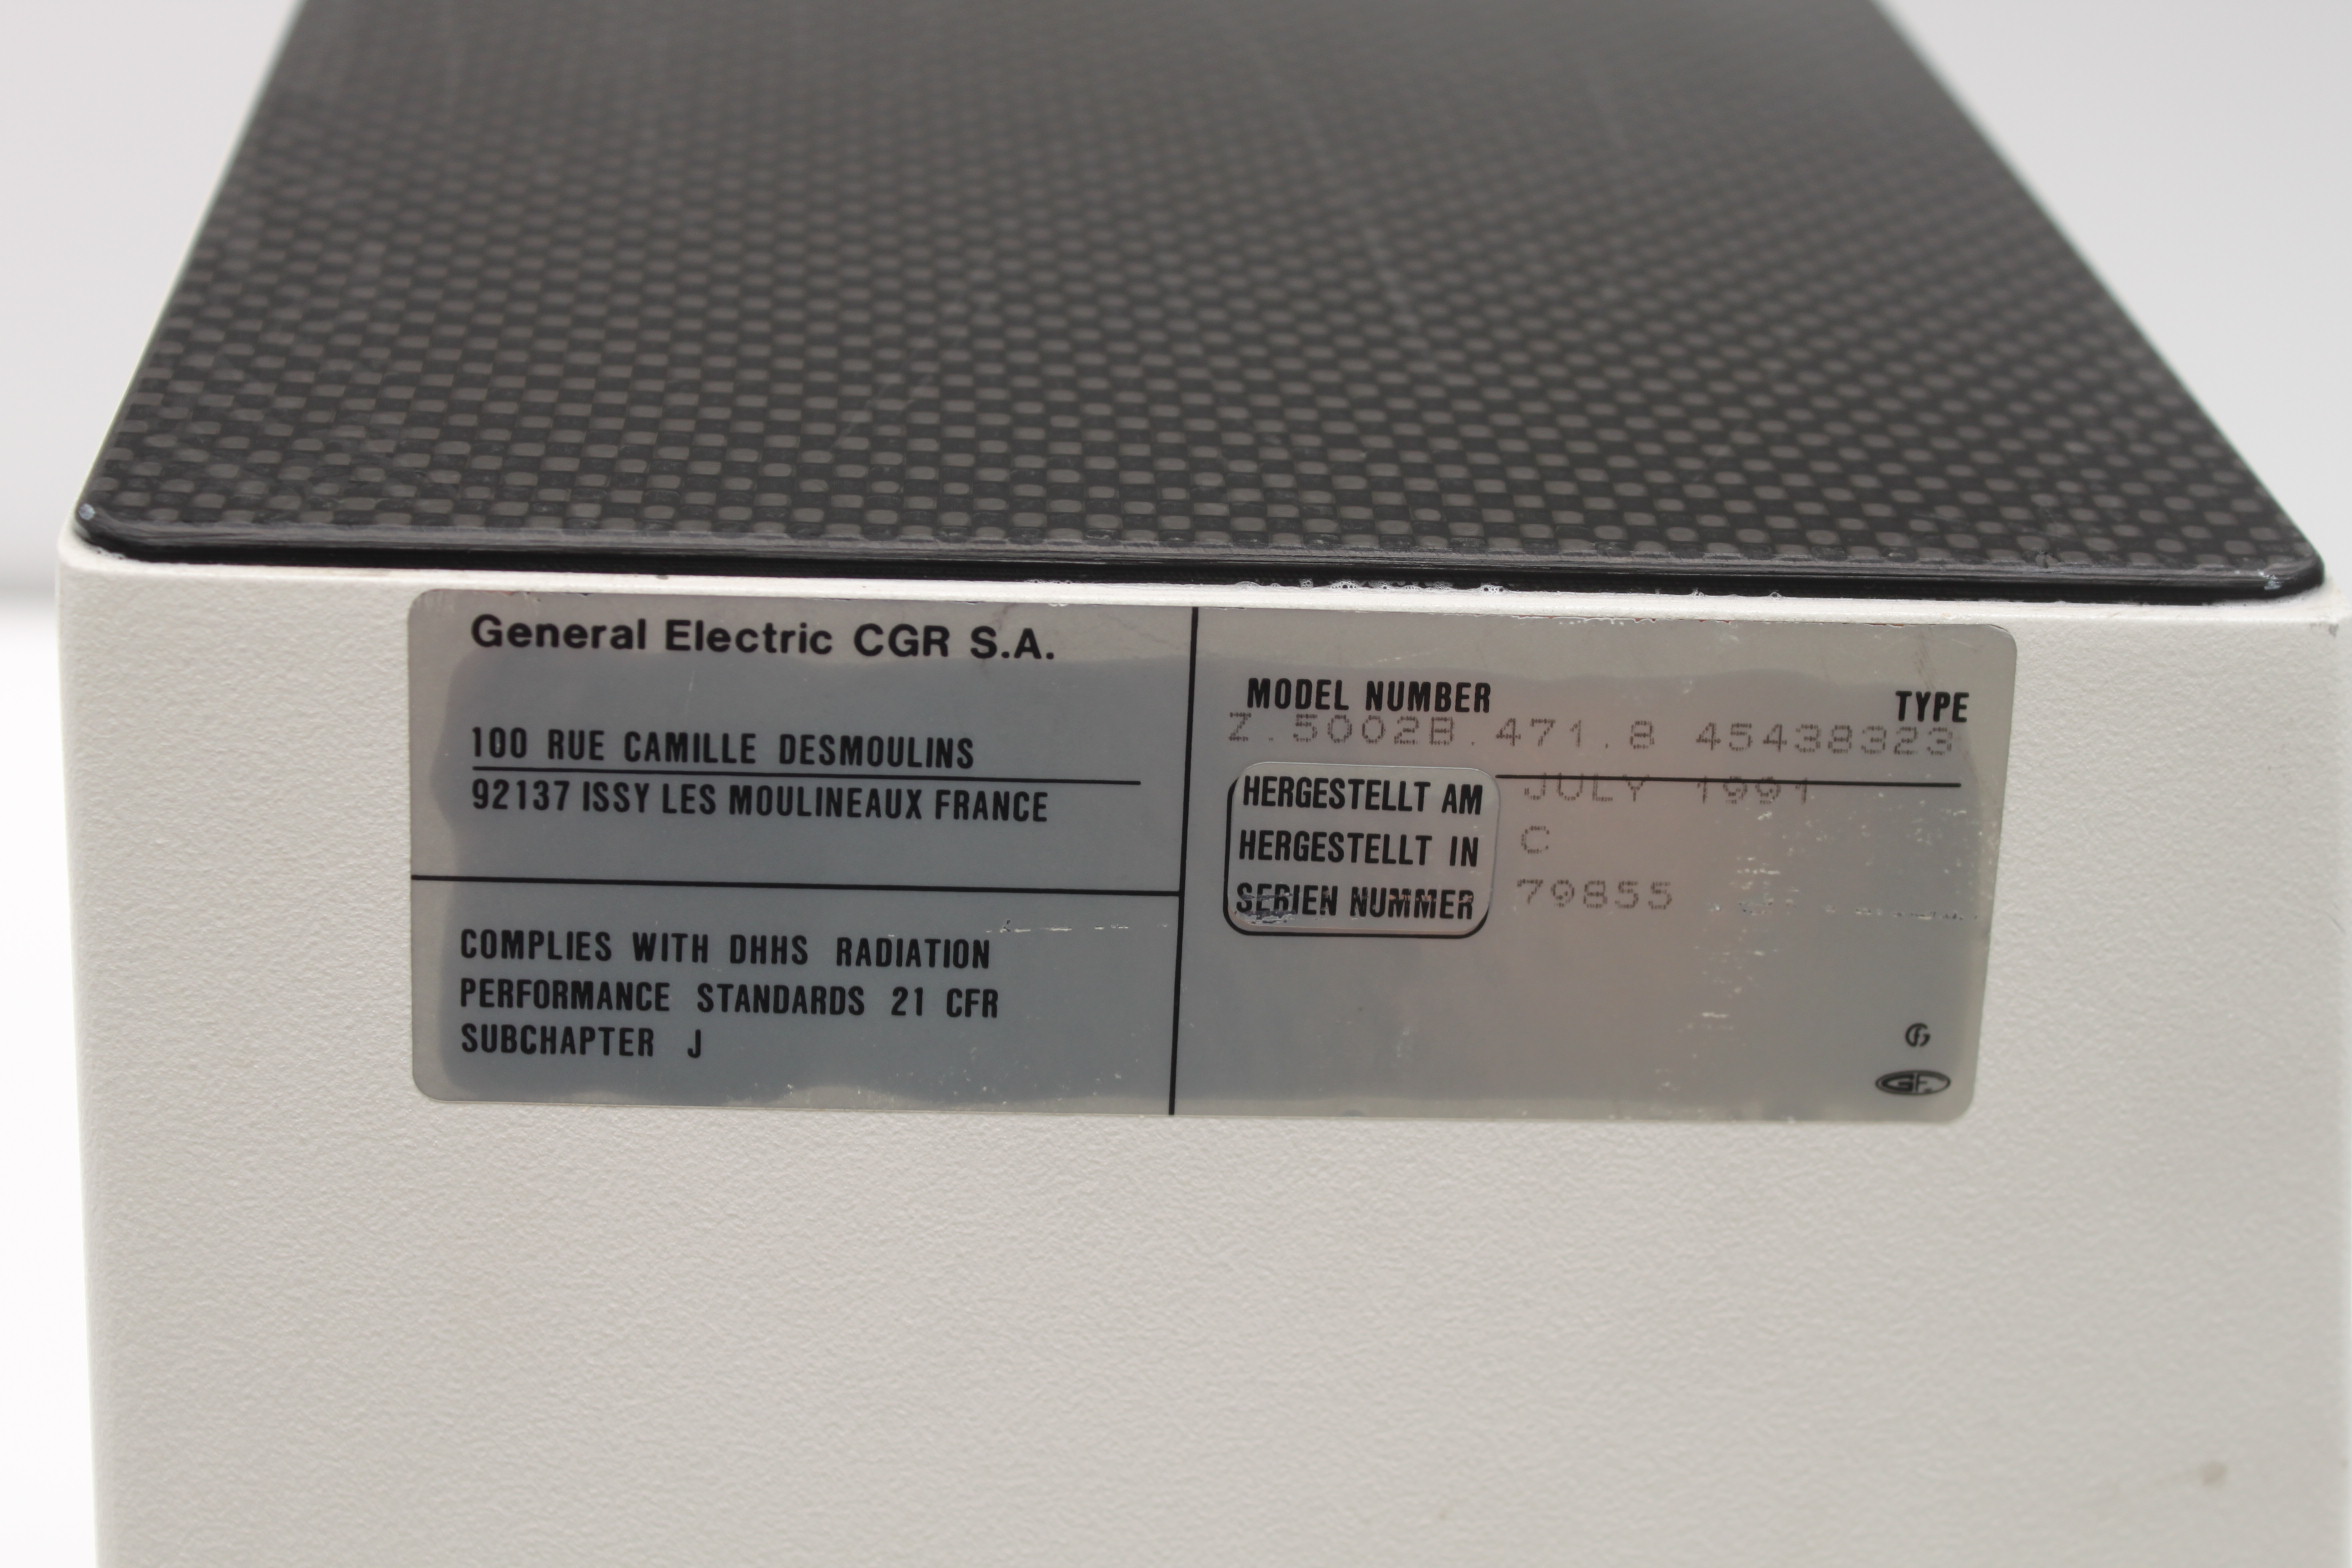 General Electric CGR S.A.
100 RUE CAMILLE DESMOULINS
92137 ISSY LES MOULINEAUX FRANCE
COMPLIES WITH DHHS RADIATION
PERFORMANCE STANDARDS 21 CFR
SUBCHAPTER J
MODEL NUMBER TYPE
Z.5002B.471.8 45438323
HERGESTELLT AM JULY 1991
HERGESTELLT IN C
SERIEN NUMMER 79855